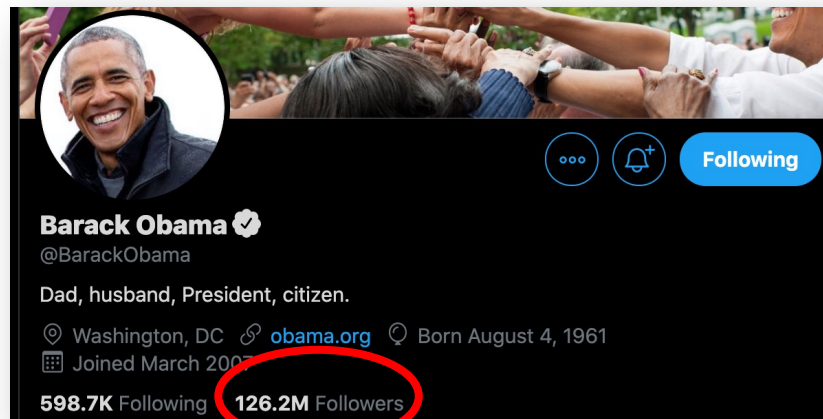 Following
Barack Obama
@BarackObama
Dad, husband, President, citizen.
Washington, DC obama.org Born August 4, 1961
Joined March 2007
598.7K Following 126.2M Followers